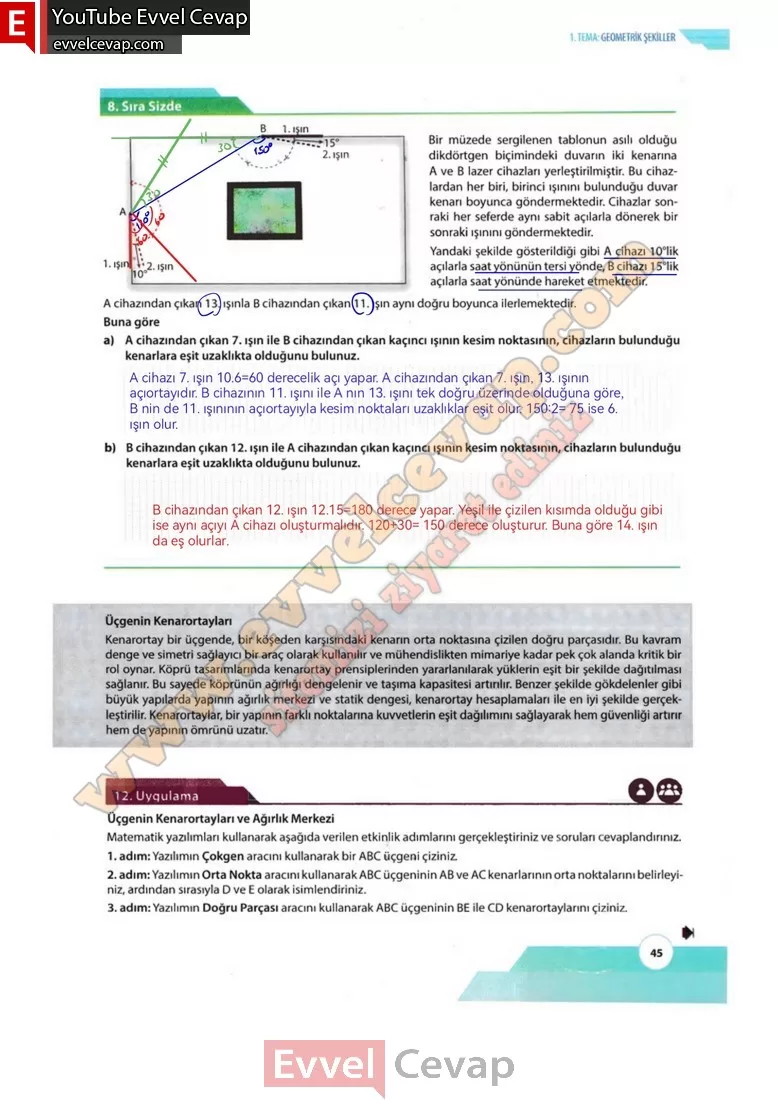 E YouTube Evvel Cevap
evvelcevap.com
1. TEMA: GEOMETRİK ŞEKİLLER
8. Sıra Sizde
B 1. ışın
30° 150° 15°
2. ışın
30
A
60
60
1. ışın 2. ışın
10°
Bir müzede sergilenen tablonun asılı olduğu
dikdörtgen biçimindeki duvarın iki kenarına
A ve B lazer cihazları yerleştirilmiştir. Bu cihaz-
lardan her biri, birinci ışınını bulunduğu duvar
kenarı boyunca göndermektedir. Cihazlar son-
raki her seferde aynı sabit açılarla dönerek bir
sonraki ışınını göndermektedir.
Yandaki şekilde gösterildiği gibi A cihazı 10°lik
açılarla saat yönünün tersi yönde, B cihazı 15°lik
açılarla saat yönünde hareket etmektedir.
A cihazından çıkan 13. ışınla B cihazından çıkan 11. ışın aynı doğru boyunca ilerlemektedir.
Buna göre
a) A cihazından çıkan 7. ışın ile B cihazından çıkan kaçıncı ışının kesim noktasının, cihazların bulunduğu
kenarlara eşit uzaklıkta olduğunu bulunuz.
A cihazı 7. ışın 10.6=60 derecelik açı yapar. A cihazından çıkan 7. ışın, 13. ışının
açıortayıdır. B cihazının 11. ışını ile A nın 13. ışını tek doğru üzerinde olduğuna göre,
B nin de 11. ışınının açıortayıyla kesim noktaları uzaklıklar eşit olur. 150:2= 75 ise 6.
ışın olur.
b) B cihazından çıkan 12. ışın ile A cihazından çıkan kaçıncı ışının kesim noktasının, cihazların bulunduğu
kenarlara eşit uzaklıkta olduğunu bulunuz.
B cihazından çıkan 12. ışın 12.15=180 derece yapar. Yeşil ile çizilen kısımda olduğu gibi
ise aynı açıyı A cihazı oluşturmalıdır. 120+30= 150 derece oluşturur. Buna göre 14. ışın
da eş olurlar.
www.evvelcevap.com
sitemizi ziyaret ediniz
Üçgenin Kenarortayları
Kenarortay bir üçgende, bir köşeden karşısındaki kenarın orta noktasına çizilen doğru parçasıdır. Bu kavram
denge ve simetri sağlayıcı bir araç olarak kullanılır ve mühendislikten mimariye kadar pek çok alanda kritik bir
rol oynar. Köprü tasarımlarında kenarortay prensiplerinden yararlanılarak yüklerin eşit bir şekilde dağıtılması
sağlanır. Bu sayede köprünün ağırlığı dengelenir ve taşıma kapasitesi artırılır. Benzer şekilde gökdelenler gibi
büyük yapılarda yapının ağırlık merkezi ve statik dengesi, kenarortay hesaplamaları ile en iyi şekilde gerçek-
leştirilir. Kenarortaylar, bir yapının farklı noktalarına kuvvetlerin eşit dağılımını sağlayarak hem güvenliği artırır
hem de yapının ömrünü uzatır.
12. Uygulama
Üçgenin Kenarortayları ve Ağırlık Merkezi
Matematik yazılımları kullanarak aşağıda verilen etkinlik adımlarını gerçekleştiriniz ve soruları cevaplandırınız.
1. adım: Yazılımın Çokgen aracını kullanarak bir ABC üçgeni çiziniz.
2. adım: Yazılımın Orta Nokta aracını kullanarak ABC üçgeninin AB ve AC kenarlarının orta noktalarını belirleyi-
niz, ardından sırasıyla D ve E olarak isimlendiriniz.
3. adım: Yazılımın Doğru Parçası aracını kullanarak ABC üçgeninin BE ile CD kenarortaylarını çiziniz.
45
Evvel Cevap